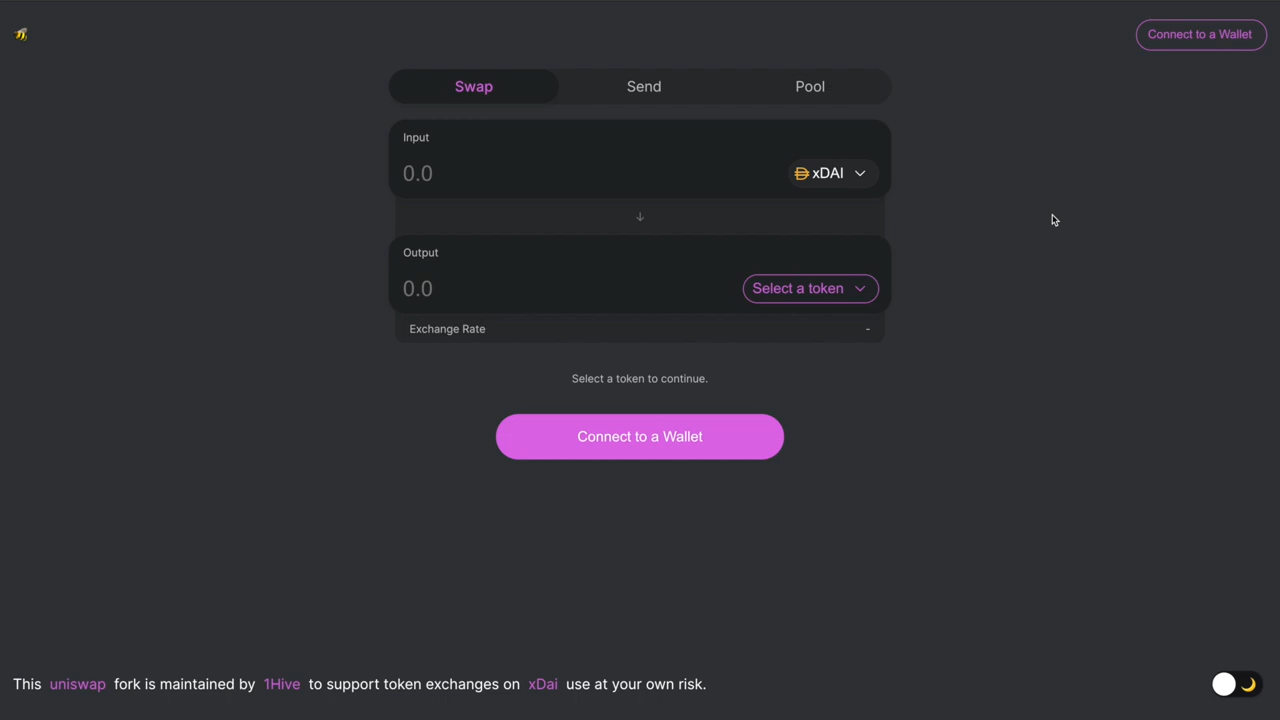 Connect to a Wallet
Swap Send Pool
Input
0.0 xDAI
Output
0.0 Select a token
Exchange Rate -
Select a token to continue.
Connect to a Wallet
This uniswap fork is maintained by 1Hive to support token exchanges on xDai use at your own risk.